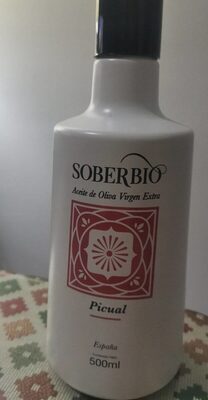 SOBERBIO
Aceite de Oliva Virgen Extra
Picual
España
500ml